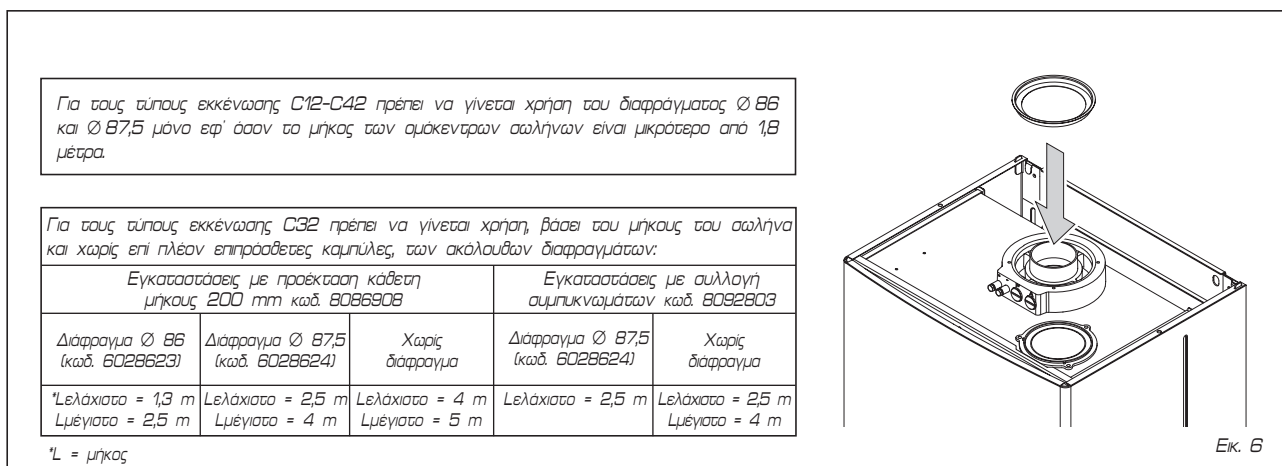 Για τους τύπους εκκένωσης C12-C42 πρέπει να γίνεται χρήση του διαφράγματος Ø 86
και Ø 87,5 μόνο εφ' όσον το μήκος των ομόκεντρων σωλήνων είναι μικρότερο από 1,8
μέτρα.
Για τους τύπους εκκένωσης C32 πρέπει να γίνεται χρήση, βάσει του μήκους του σωλήνα
και χωρίς επί πλέον επιπρόσθετες καμπύλες, των ακόλουθων διαφραγμάτων:
Εγκαταστάσεις με προέκταση κάθετη
μήκους 200 mm κωδ. 8086908
Εγκαταστάσεις με συλλογή
συμπυκνωμάτων κωδ. 8092803
Διάφραγμα Ø 86
(κωδ. 6028623)
Διάφραγμα Ø 87,5
(κωδ. 6028624)
Χωρίς
διάφραγμα
Διάφραγμα Ø 87,5
(κωδ. 6028624)
Χωρίς
διάφραγμα
*Lελάχιστο = 1,3 m
Lμέγιστο = 2,5 m
Lελάχιστο = 2,5 m
Lμέγιστο = 4 m
Lελάχιστο = 4 m
Lμέγιστο = 5 m
Lελάχιστο = 2,5 m
Lελάχιστο = 2,5 m
Lμέγιστο = 4 m
*L = μήκος
Εικ. 6